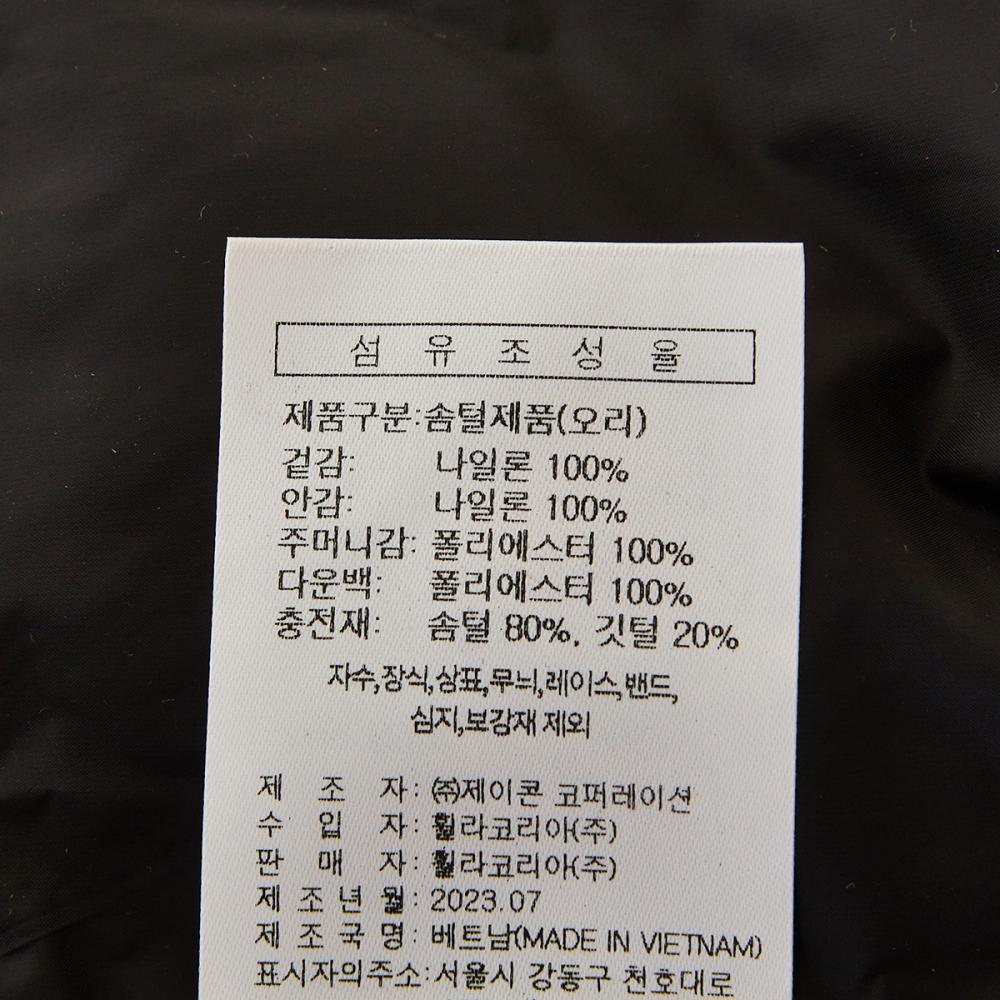 섬 유 조 성 율
제품구분:솜털제품(오리)
겉감: 나일론 100%
안감: 나일론 100%
주머니감: 폴리에스터 100%
다운백: 폴리에스터 100%
충전재: 솜털 80%, 깃털 20%
자수,장식,상표,무늬,레이스,밴드,
심지,보강재 제외
제 조 자: ㈜제이콘 코퍼레이션
수 입 자: 휠라코리아(주)
판 매 자: 휠라코리아(주)
제 조 년 월: 2023.07
제 조 국 명: 베트남(MADE IN VIETNAM)
표시자의주소:서울시 강동구 천호대로